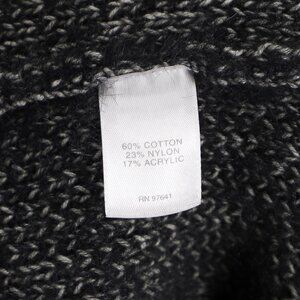 60% COTTON
23% NYLON
17% ACRYLIC
RN 97641